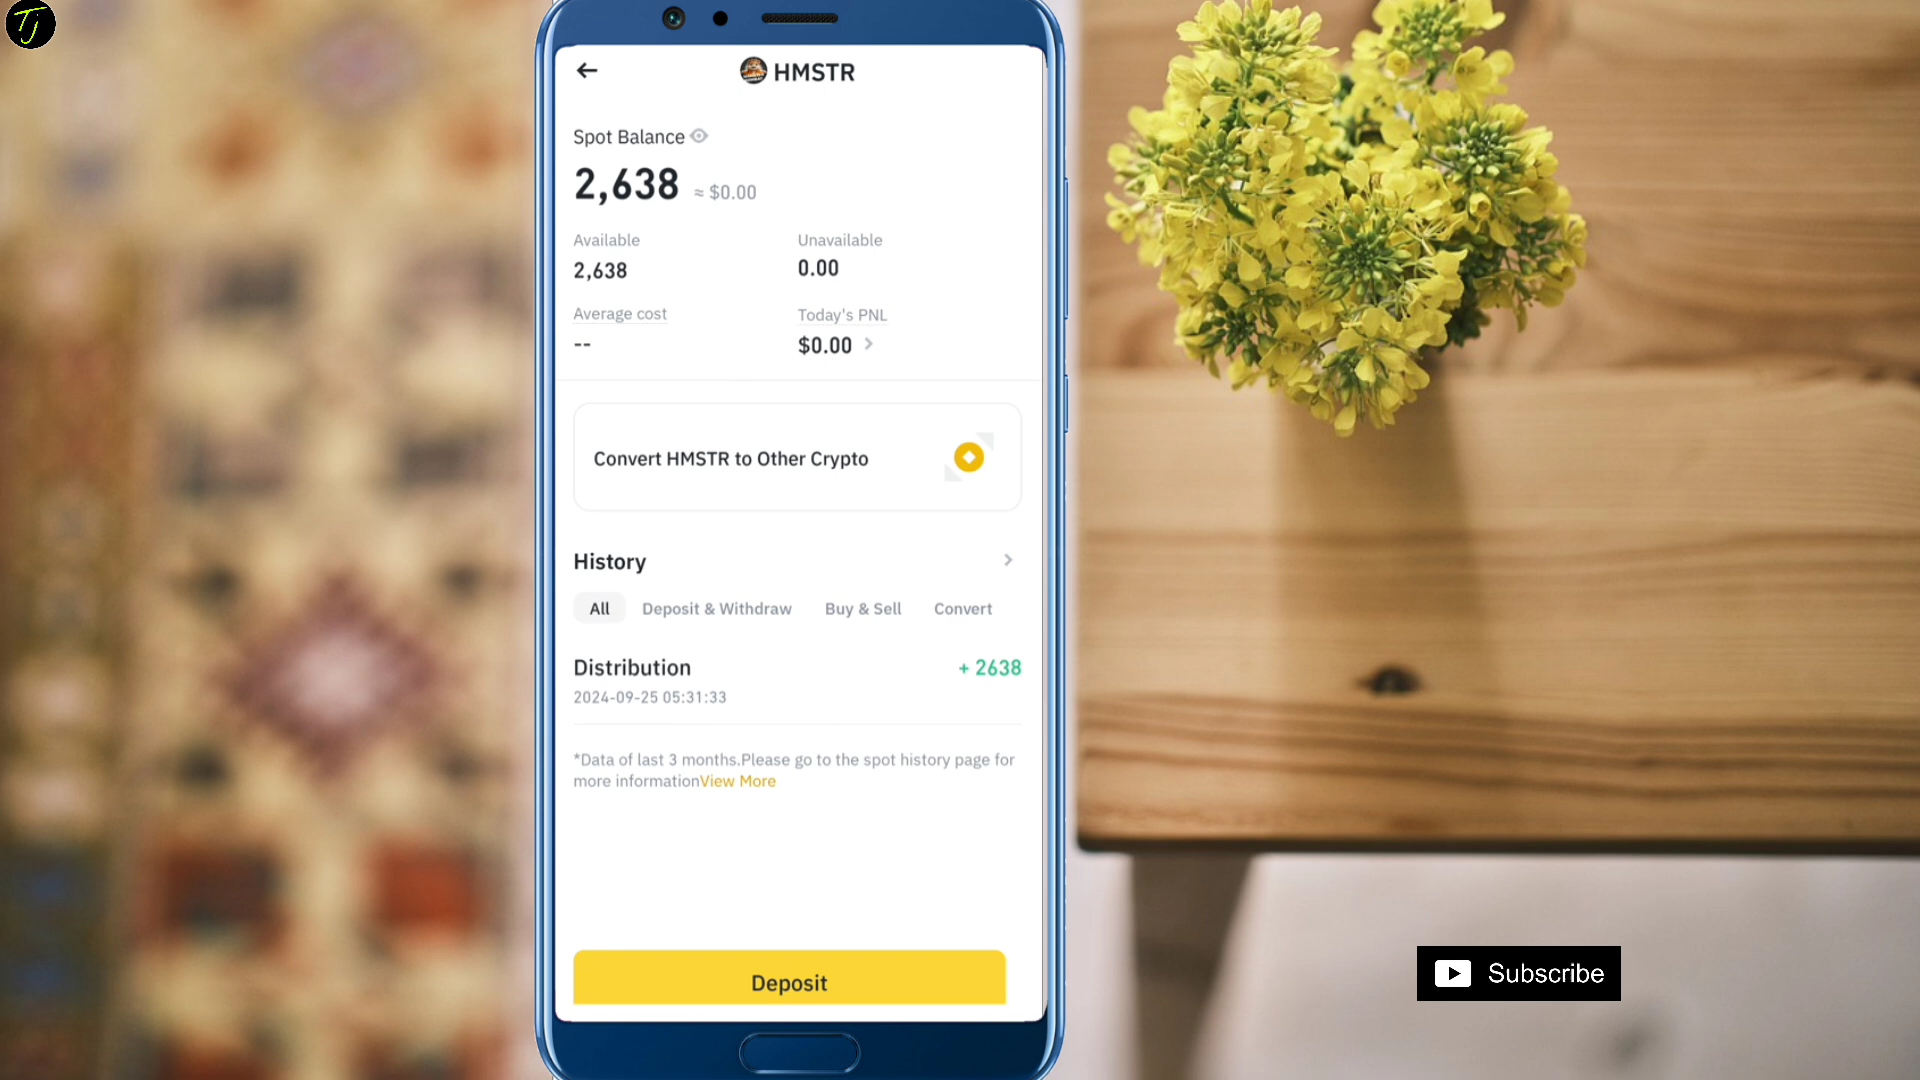 Tj
HMSTR
Spot Balance
2,638 ≈ $0.00
Available Unavailable
2,638 0.00
Average cost Today's PNL
-- $0.00
Convert HMSTR to Other Crypto
History
All Deposit & Withdraw Buy & Sell Convert
Distribution + 2638
2024-09-25 05:31:33
*Data of last 3 months.Please go to the spot history page for
more informationView More
Deposit
Subscribe